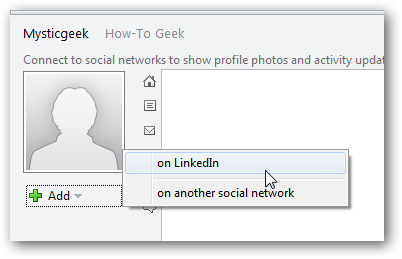 Mysticgeek How-To Geek
Connect to social networks to show profile photos and activity updat
on LinkedIn
Add
on another social network